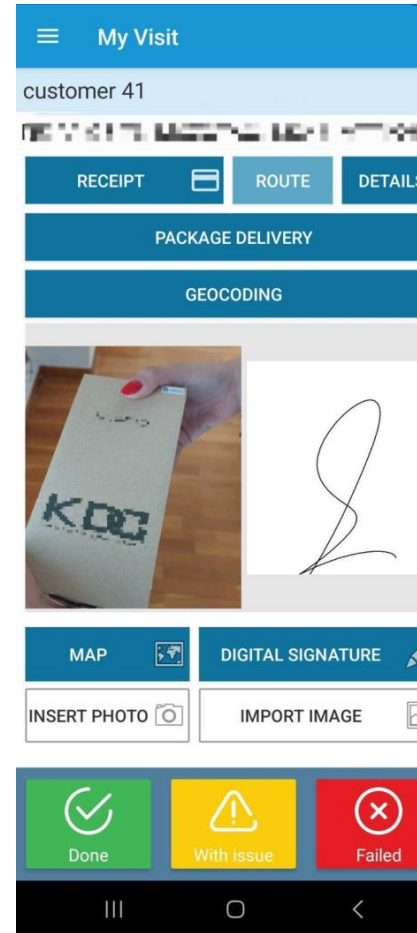 My Visit
customer 41
RECEIPT
ROUTE
DETAILS
PACKAGE DELIVERY
GEOCODING
KDC
MAP
DIGITAL SIGNATURE
INSERT PHOTO
IMPORT IMAGE
Done
With issue
Failed